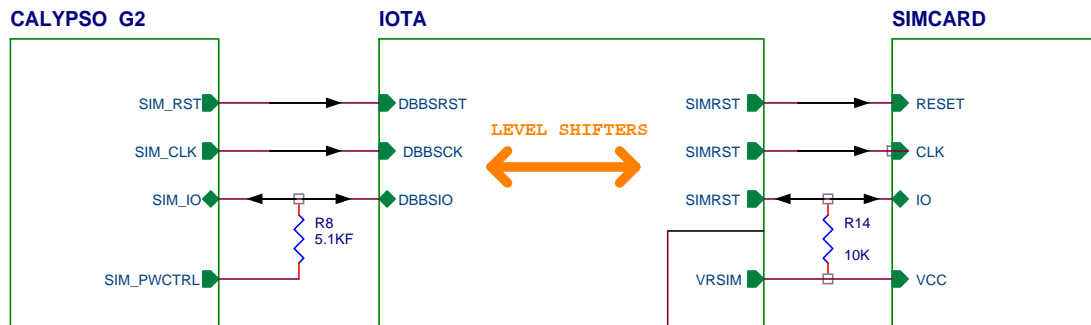 CALYPSO G2
IOTA
SIMCARD
SIM_RST
DBBSRST
SIMRST
RESET
LEVEL SHIFTERS
SIM_CLK
DBBSCK
SIMRST
CLK
SIM_IO
DBBSIO
SIMRST
IO
R8
5.1KF
R14
10K
SIM_PWCTRL
VRSIM
VCC